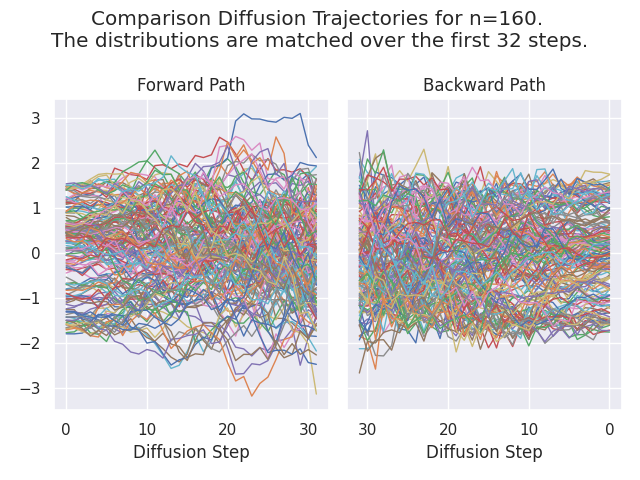 Comparison Diffusion Trajectories for n=160.
The distributions are matched over the first 32 steps.
Forward Path
Backward Path
3
2
1
0
−1
−2
−3
0 10 20 30
30 20 10 0
Diffusion Step
Diffusion Step